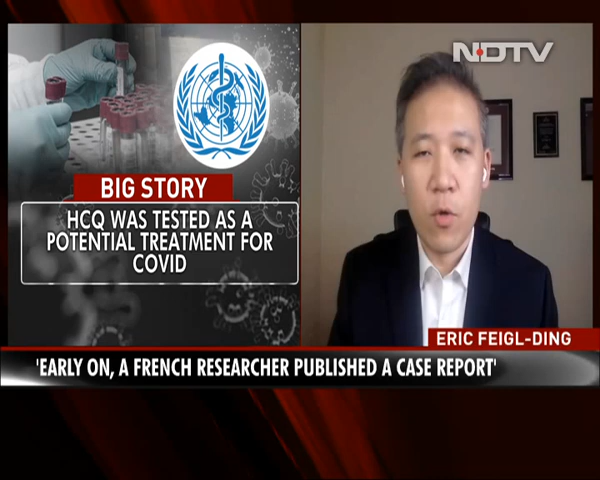 NDTV
BIG STORY
HCQ WAS TESTED AS A
POTENTIAL TREATMENT FOR
COVID
ERIC FEIGL-DING
'EARLY ON, A FRENCH RESEARCHER PUBLISHED A CASE REPORT'